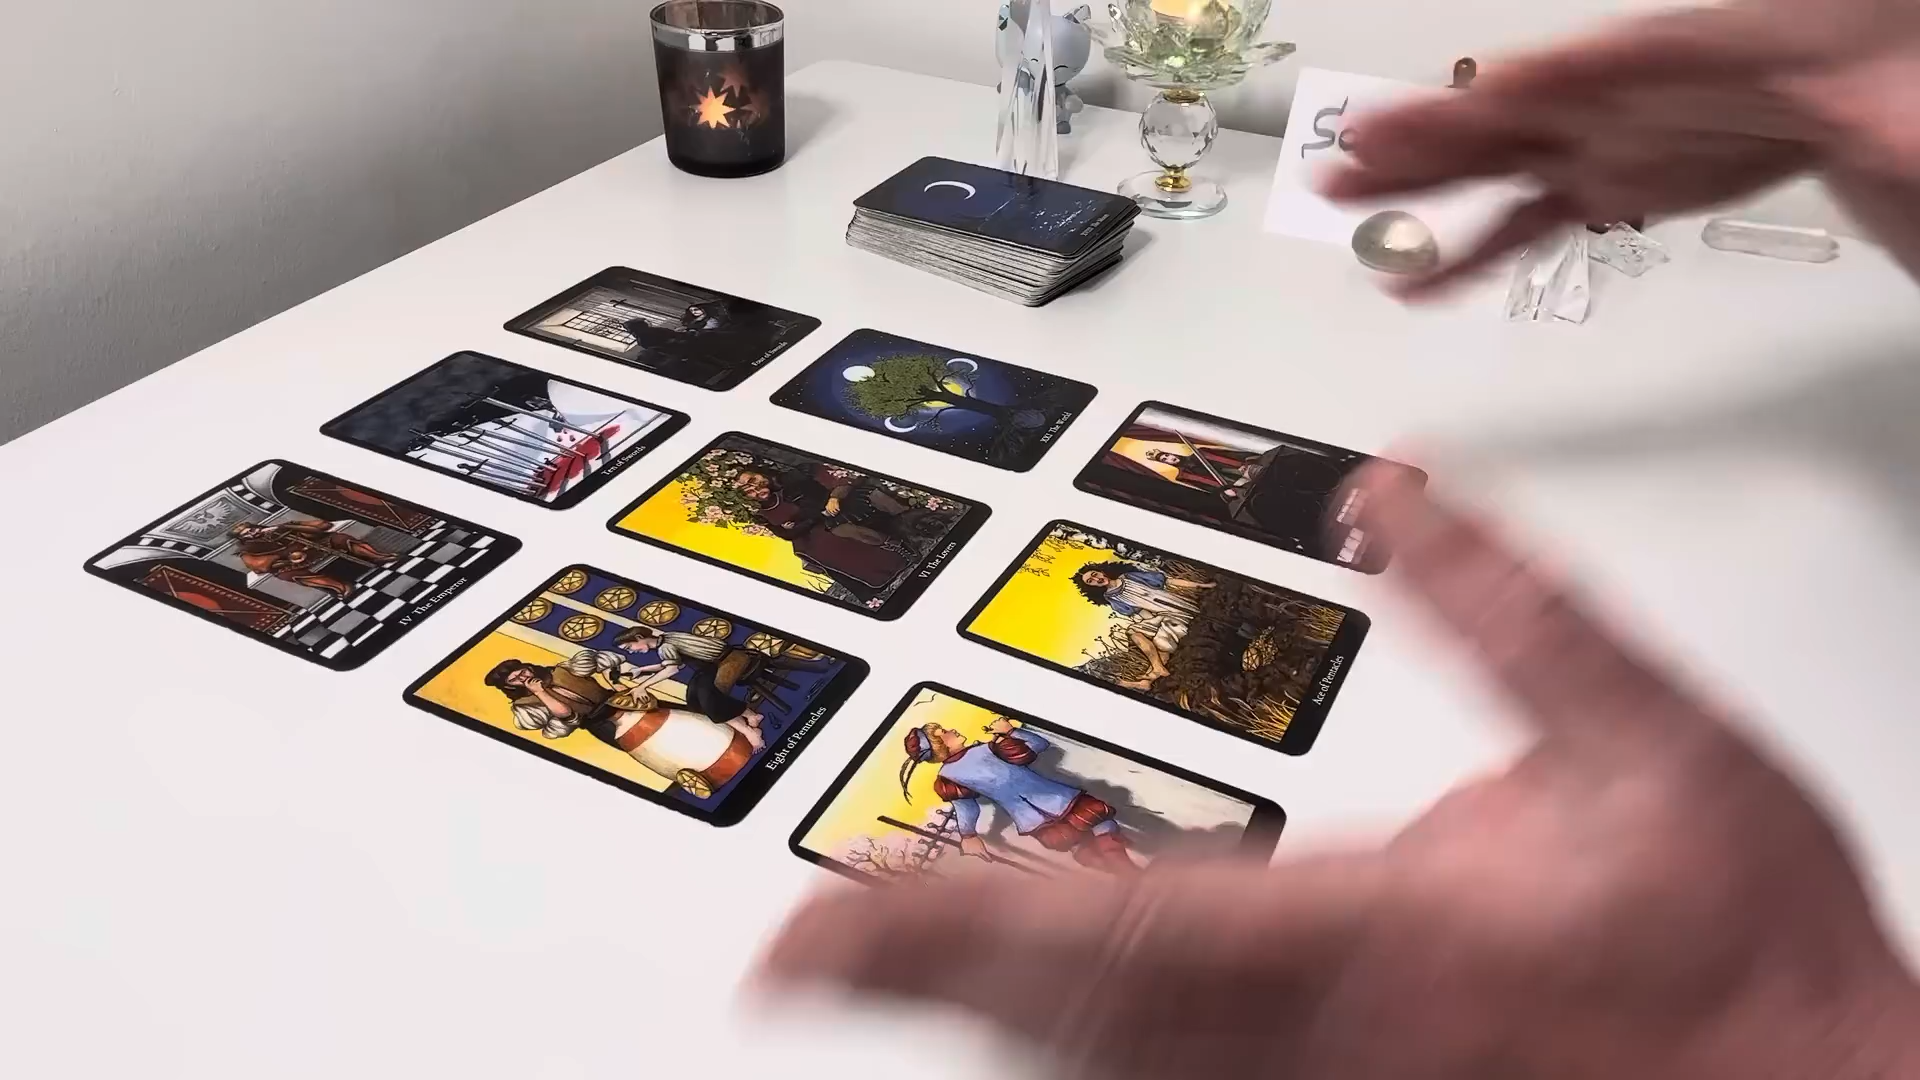 Four of Swords
XXI The World
Ten of Swords
VI The Lovers
IV The Emperor
Ace of Pentacles
Eight of Pentacles